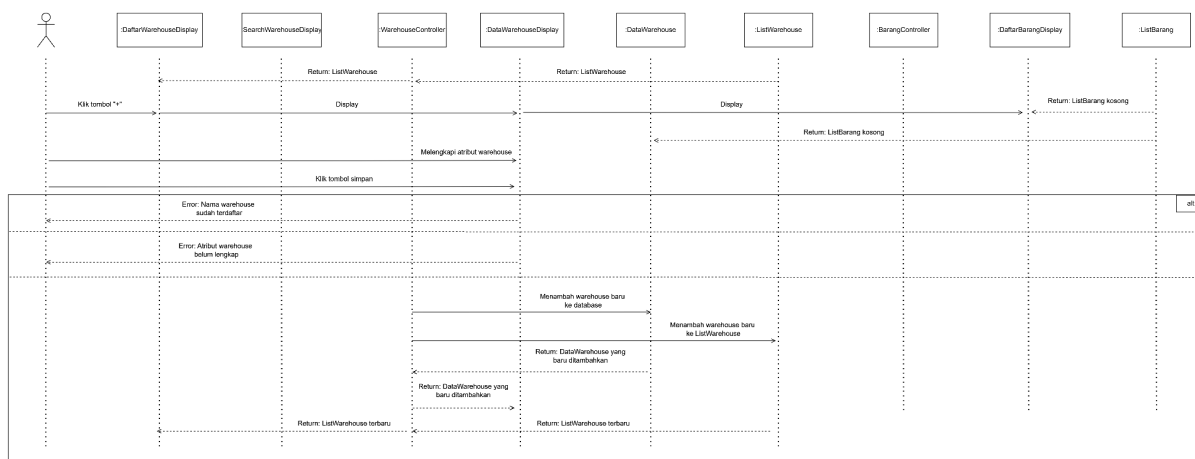 :DaftarWarehouseDisplay
:SearchWarehouseDisplay
:WarehouseController
:DataWarehouseDisplay
:DataWarehouse
:ListWarehouse
:BarangController
:DaftarBarangDisplay
:ListBarang
Return: ListWarehouse
Return: ListWarehouse
Klik tombol "+"
Display
Display
Return: ListBarang kosong
Return: ListBarang kosong
Melengkapi atribut warehouse
Klik tombol simpan
alt
Error: Nama warehouse
sudah terdaftar
Error: Atribut warehouse
belum lengkap
Menambah warehouse baru
ke database
Menambah warehouse baru
ke ListWarehouse
Return: DataWarehouse yang
baru ditambahkan
Return: DataWarehouse yang
baru ditambahkan
Return: ListWarehouse terbaru
Return: ListWarehouse terbaru